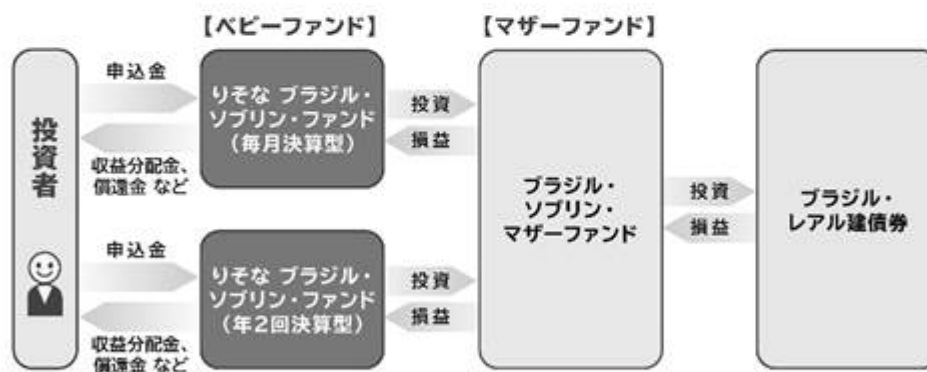 【ベビーファンド】
【マザーファンド】
投資者
申込金
収益分配金、
償還金 など
りそな ブラジル・
ソブリン・ファンド
(毎月決算型)
投資
損益
申込金
収益分配金、
償還金 など
りそな ブラジル・
ソブリン・ファンド
(年2回決算型)
投資
損益
ブラジル・
ソブリン・
マザーファンド
投資
損益
ブラジル・
レアル建債券